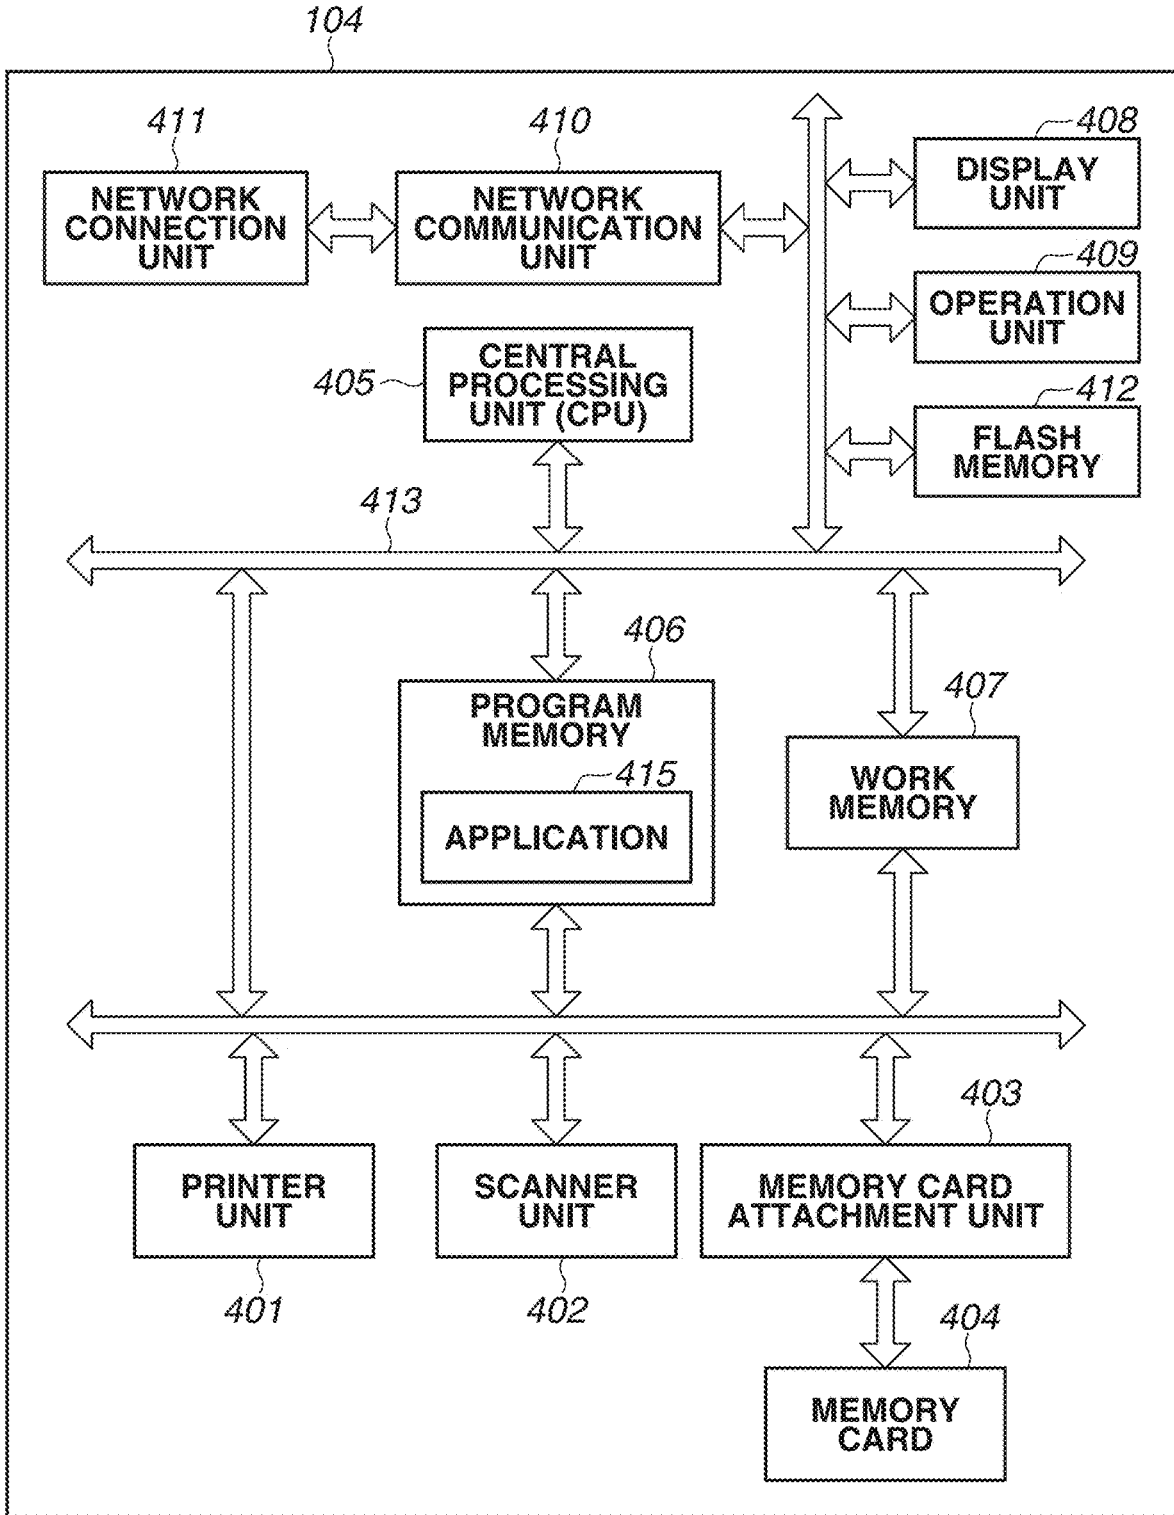 104
411
NETWORK
CONNECTION
UNIT
410
NETWORK
COMMUNICATION
UNIT
408
DISPLAY
UNIT
409
OPERATION
UNIT
405
CENTRAL
PROCESSING
UNIT (CPU)
412
FLASH
MEMORY
413
406
PROGRAM
MEMORY
415
APPLICATION
407
WORK
MEMORY
PRINTER
UNIT
401
SCANNER
UNIT
402
403
MEMORY CARD
ATTACHMENT UNIT
404
MEMORY
CARD